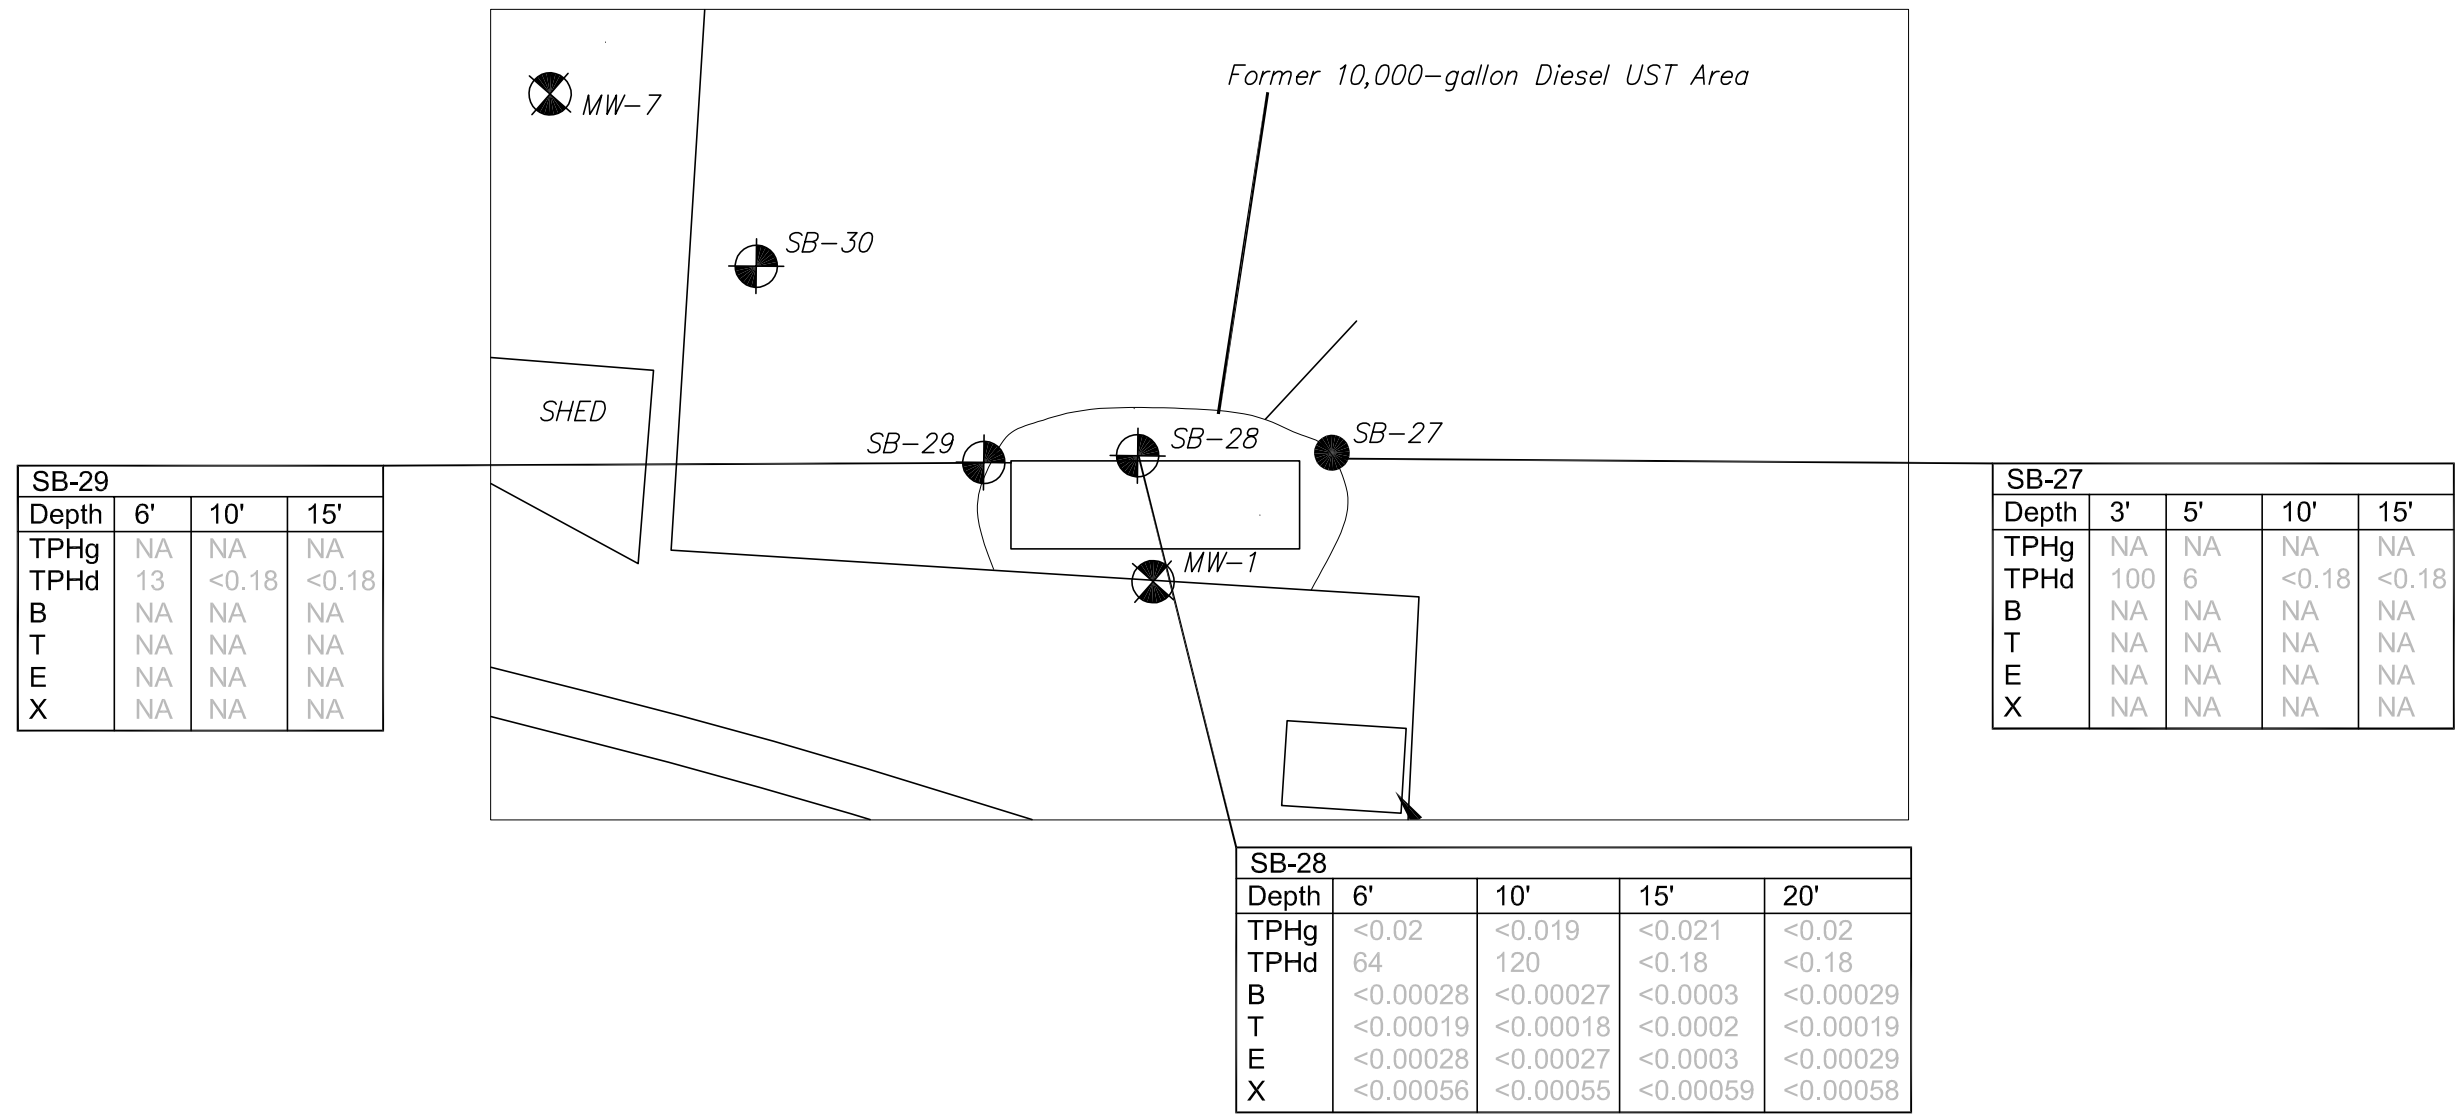 Former 10,000-gallon Diesel UST Area
MW-7
SB-30
SHED
SB-29
SB-28
SB-27
MW-1
SB-29
Depth 6' 10' 15'
TPHg NA NA NA
TPHd 13 <0.18 <0.18
B NA NA NA
T NA NA NA
E NA NA NA
X NA NA NA
SB-27
Depth 3' 5' 10' 15'
TPHg NA NA NA NA
TPHd 100 6 <0.18 <0.18
B NA NA NA NA
T NA NA NA NA
E NA NA NA NA
X NA NA NA NA
SB-28
Depth 6' 10' 15' 20'
TPHg <0.02 <0.019 <0.021 <0.02
TPHd 64 120 <0.18 <0.18
B <0.00028 <0.00027 <0.0003 <0.00029
T <0.00019 <0.00018 <0.0002 <0.00019
E <0.00028 <0.00027 <0.0003 <0.00029
X <0.00056 <0.00055 <0.00059 <0.00058